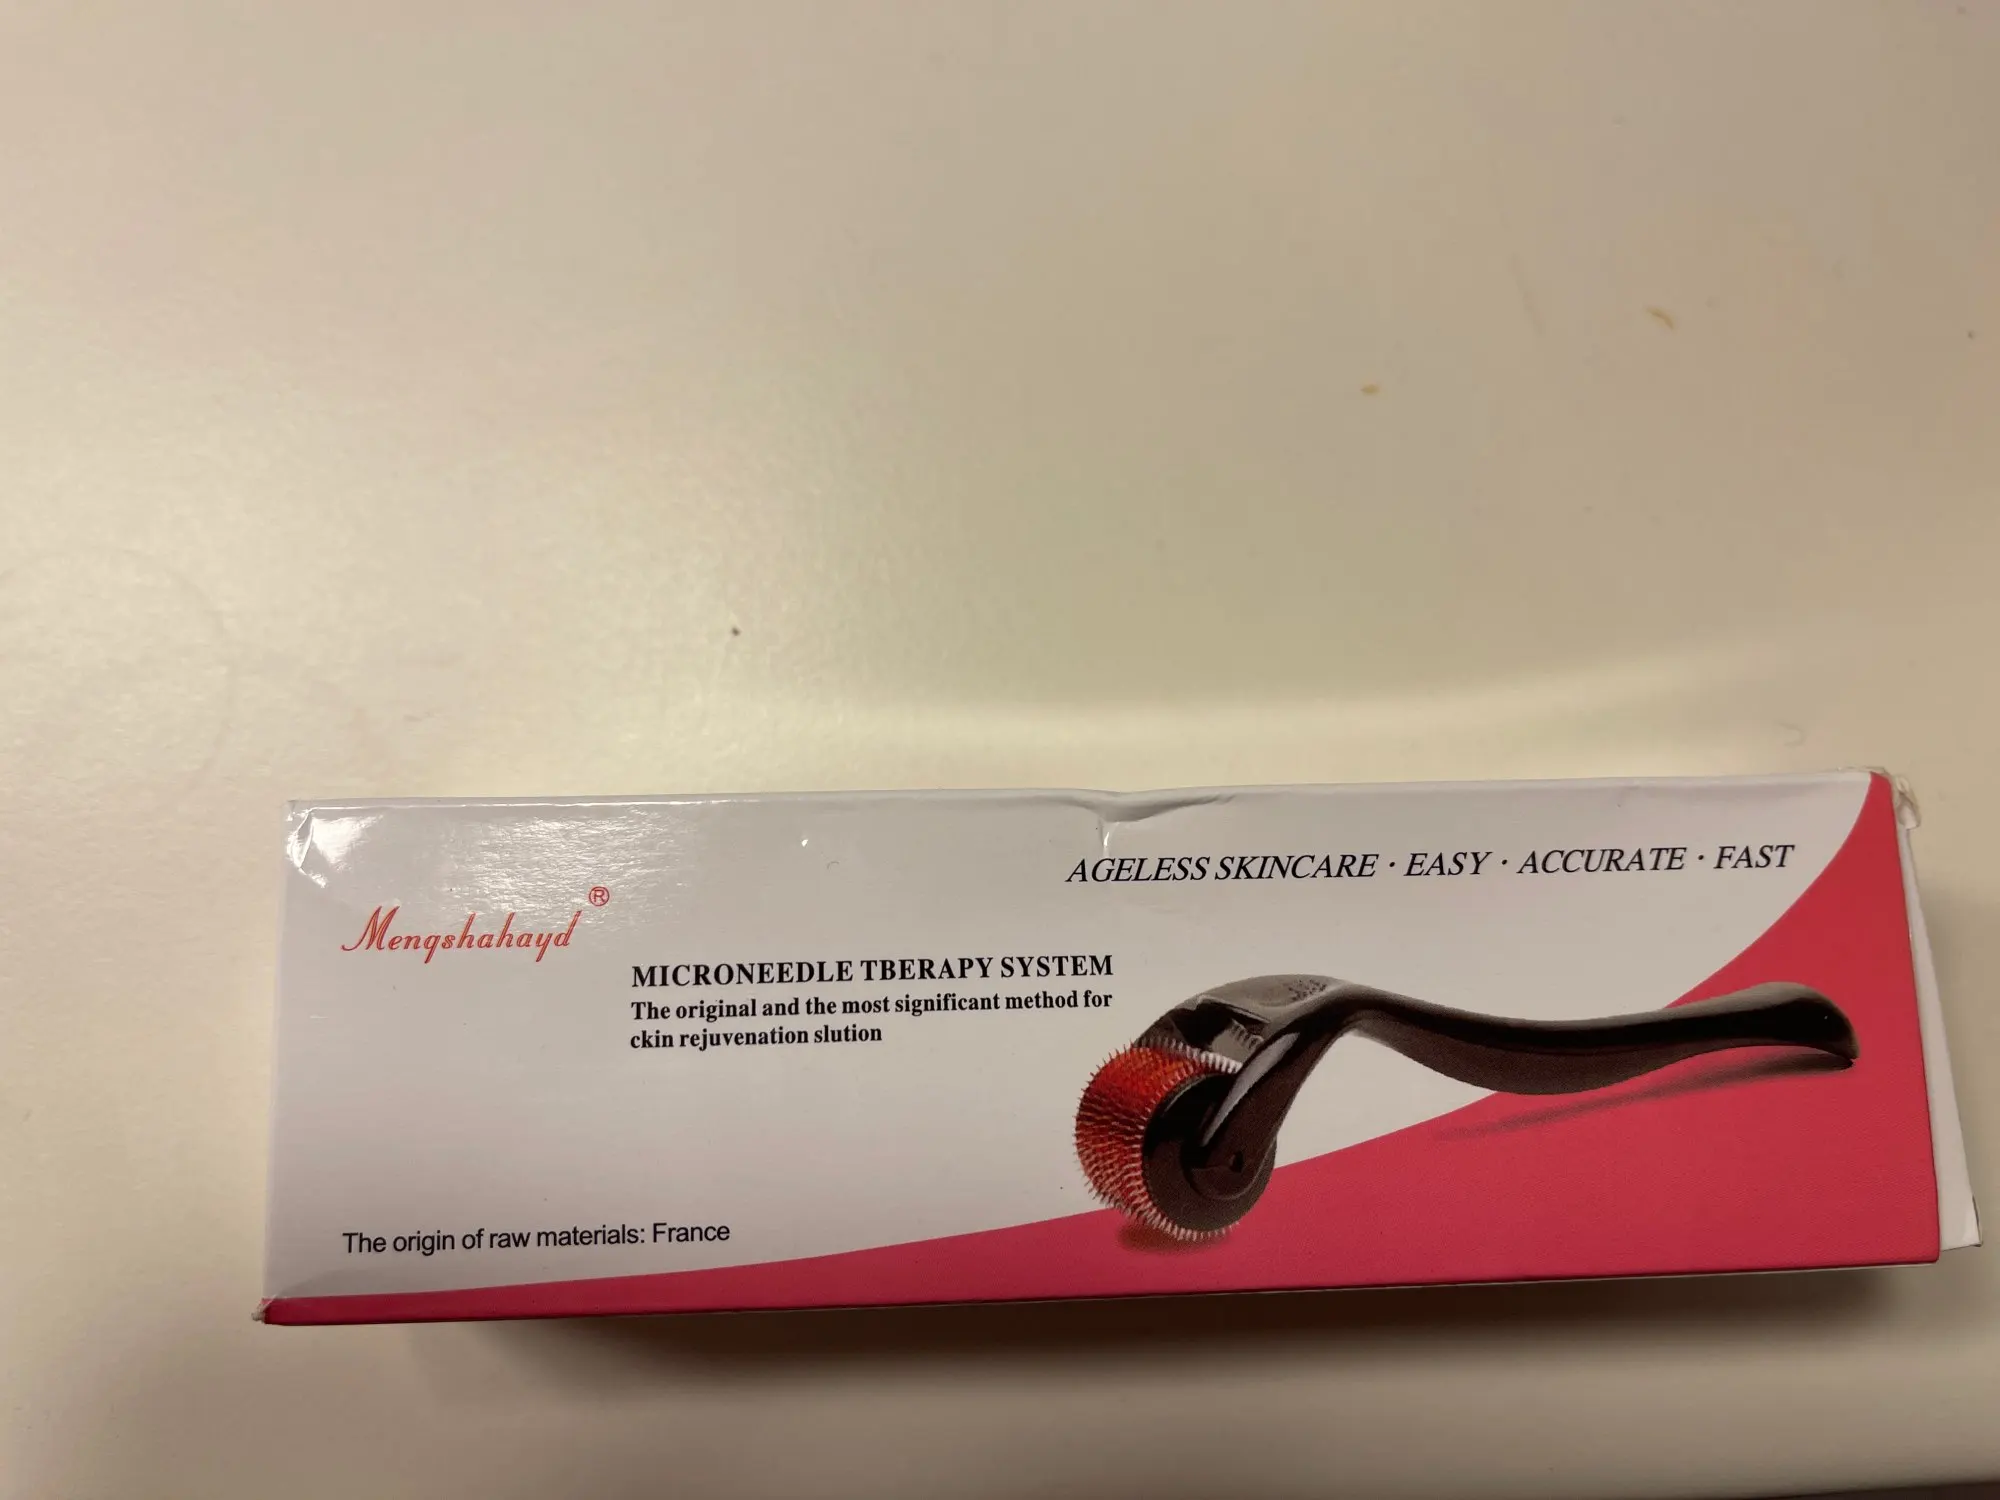 AGELESS SKINCARE · EASY · ACCURATE · FAST
Mengshahayd ®
MICRONEEDLE TBERAPY SYSTEM
The original and the most significant method for
ckin rejuvenation slution
The origin of raw materials: France